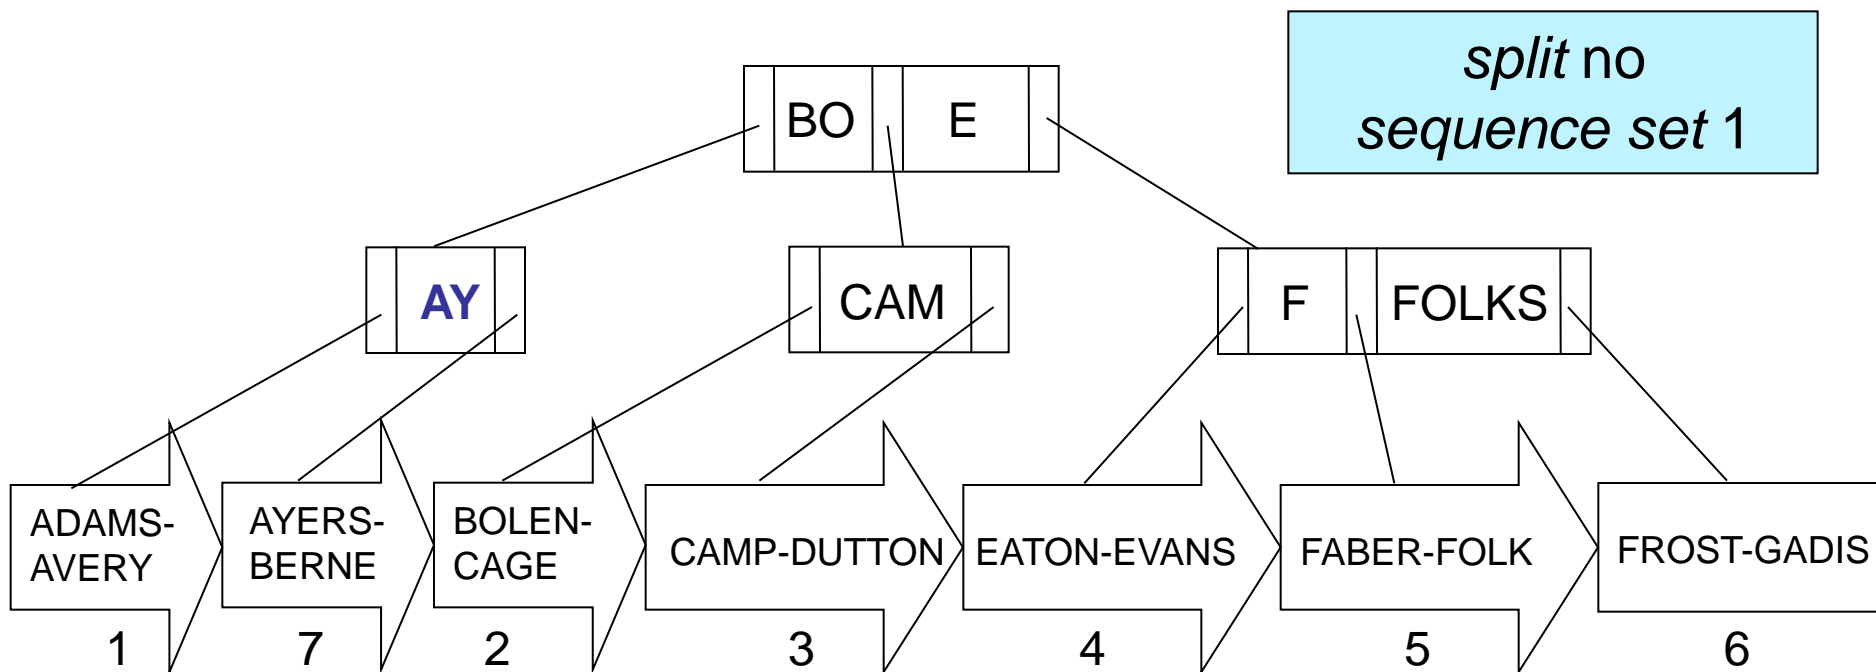 split no
sequence set 1
BO E
AY CAM F FOLKS
ADAMS-
AVERY
AYERS-
BERNE
BOLEN-
CAGE
CAMP-DUTTON
EATON-EVANS
FABER-FOLK
FROST-GADIS
1 7 2 3 4 5 6